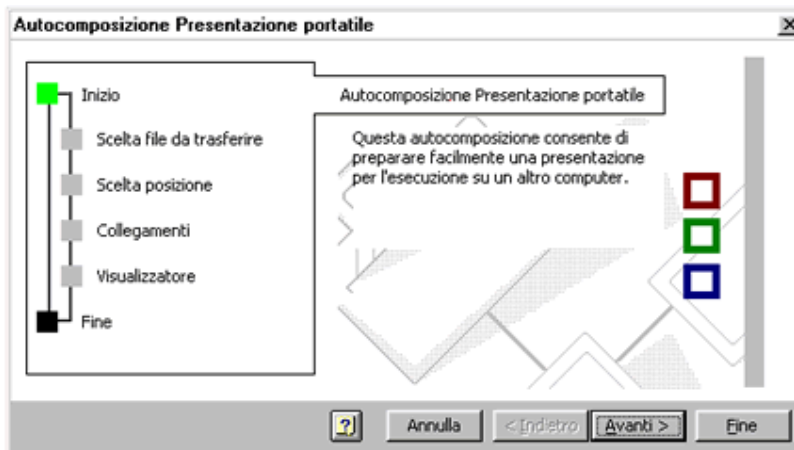 Autocomposizione Presentazione portatile
Inizio
Scelta file da trasferire
Scelta posizione
Collegamenti
Visualizzatore
Fine
Autocomposizione Presentazione portatile
Questa autocomposizione consente di
preparare facilmente una presentazione
per l'esecuzione su un altro computer.
?
Annulla
< Indietro
Avanti >
Fine